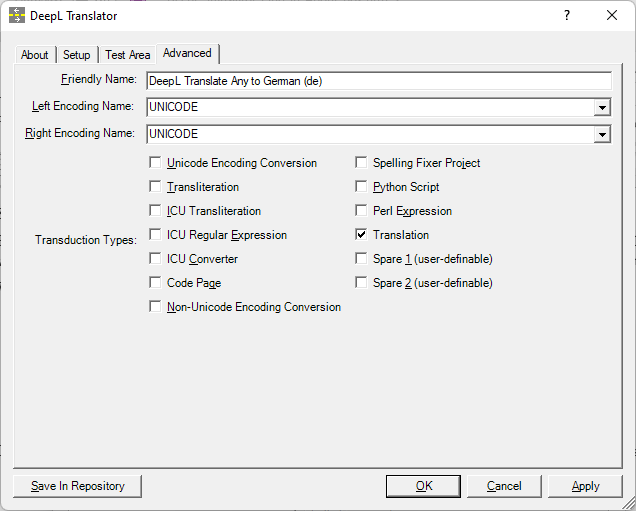 DeepL Translator
?
About Setup Test Area Advanced
Friendly Name: DeepL Translate Any to German (de)
Left Encoding Name: UNICODE
Right Encoding Name: UNICODE
Unicode Encoding Conversion Spelling Fixer Project
Transliteration Python Script
ICU Transliteration Perl Expression
Transduction Types: ICU Regular Expression Translation
ICU Converter Spare 1 (user-definable)
Code Page Spare 2 (user-definable)
Non-Unicode Encoding Conversion
Save In Repository OK Cancel Apply